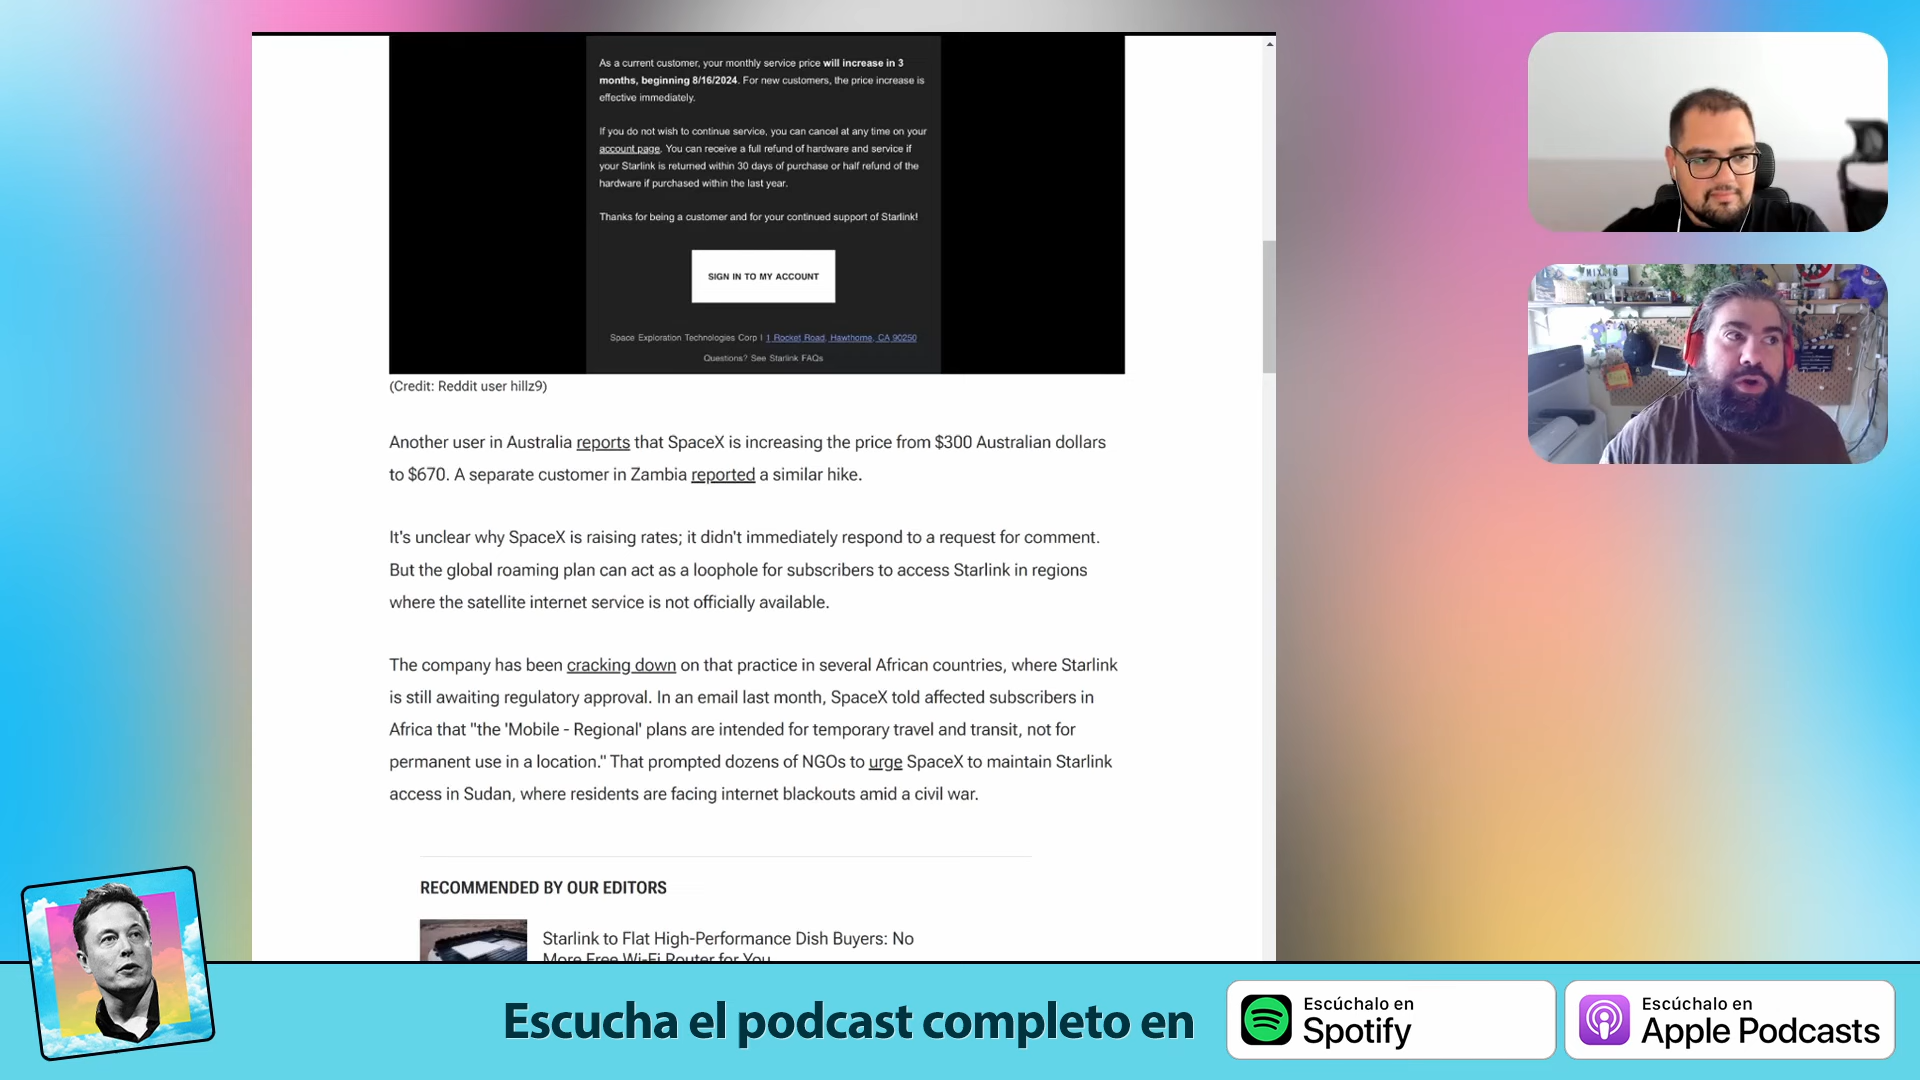 As a current customer, your monthly service price will increase in 3
months, beginning 8/16/2024. For new customers, the price increase is
effective immediately.
If you do not wish to continue service, you can cancel at any time on your
account page. You can receive a full refund of hardware and service if
your Starlink is returned within 30 days of purchase or half refund of the
hardware if purchased within the last year.
Thanks for being a customer and for your continued support of Starlink!
SIGN IN TO MY ACCOUNT
Space Exploration Technologies Corp | 1 Rocket Road, Hawthorne, CA 90250
Questions? See Starlink FAQs
(Credit: Reddit user hillz9)
Another user in Australia reports that SpaceX is increasing the price from $300 Australian dollars
to $670. A separate customer in Zambia reported a similar hike.
It's unclear why SpaceX is raising rates; it didn't immediately respond to a request for comment.
But the global roaming plan can act as a loophole for subscribers to access Starlink in regions
where the satellite internet service is not officially available.
The company has been cracking down on that practice in several African countries, where Starlink
is still awaiting regulatory approval. In an email last month, SpaceX told affected subscribers in
Africa that "the 'Mobile - Regional' plans are intended for temporary travel and transit, not for
permanent use in a location." That prompted dozens of NGOs to urge SpaceX to maintain Starlink
access in Sudan, where residents are facing internet blackouts amid a civil war.
RECOMMENDED BY OUR EDITORS
Starlink to Flat High-Performance Dish Buyers: No
More Free Wi-Fi Router for You
Escucha el podcast completo en
Escúchalo en
Spotify
Escúchalo en
Apple Podcasts